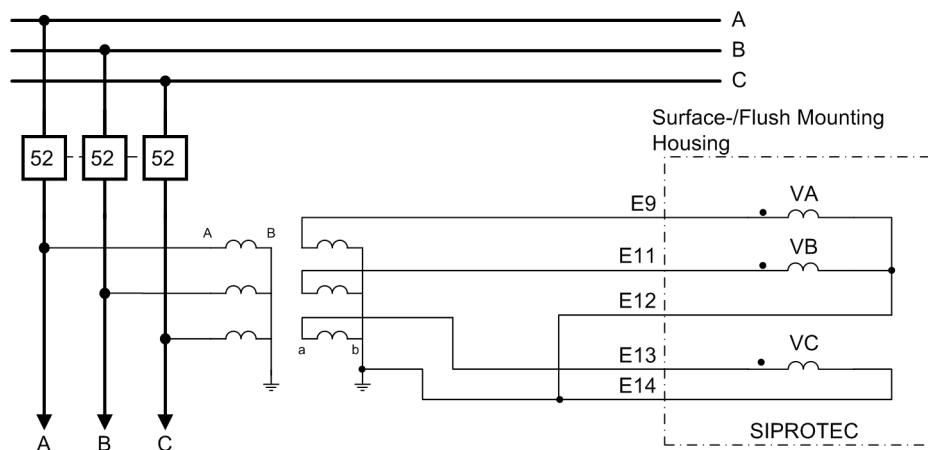 A
B
C
Surface-/Flush Mounting
Housing
52
52
52
E9
VA
A
B
E11
VB
E12
a
b
E13
VC
E14
SIPROTEC
A
B
C